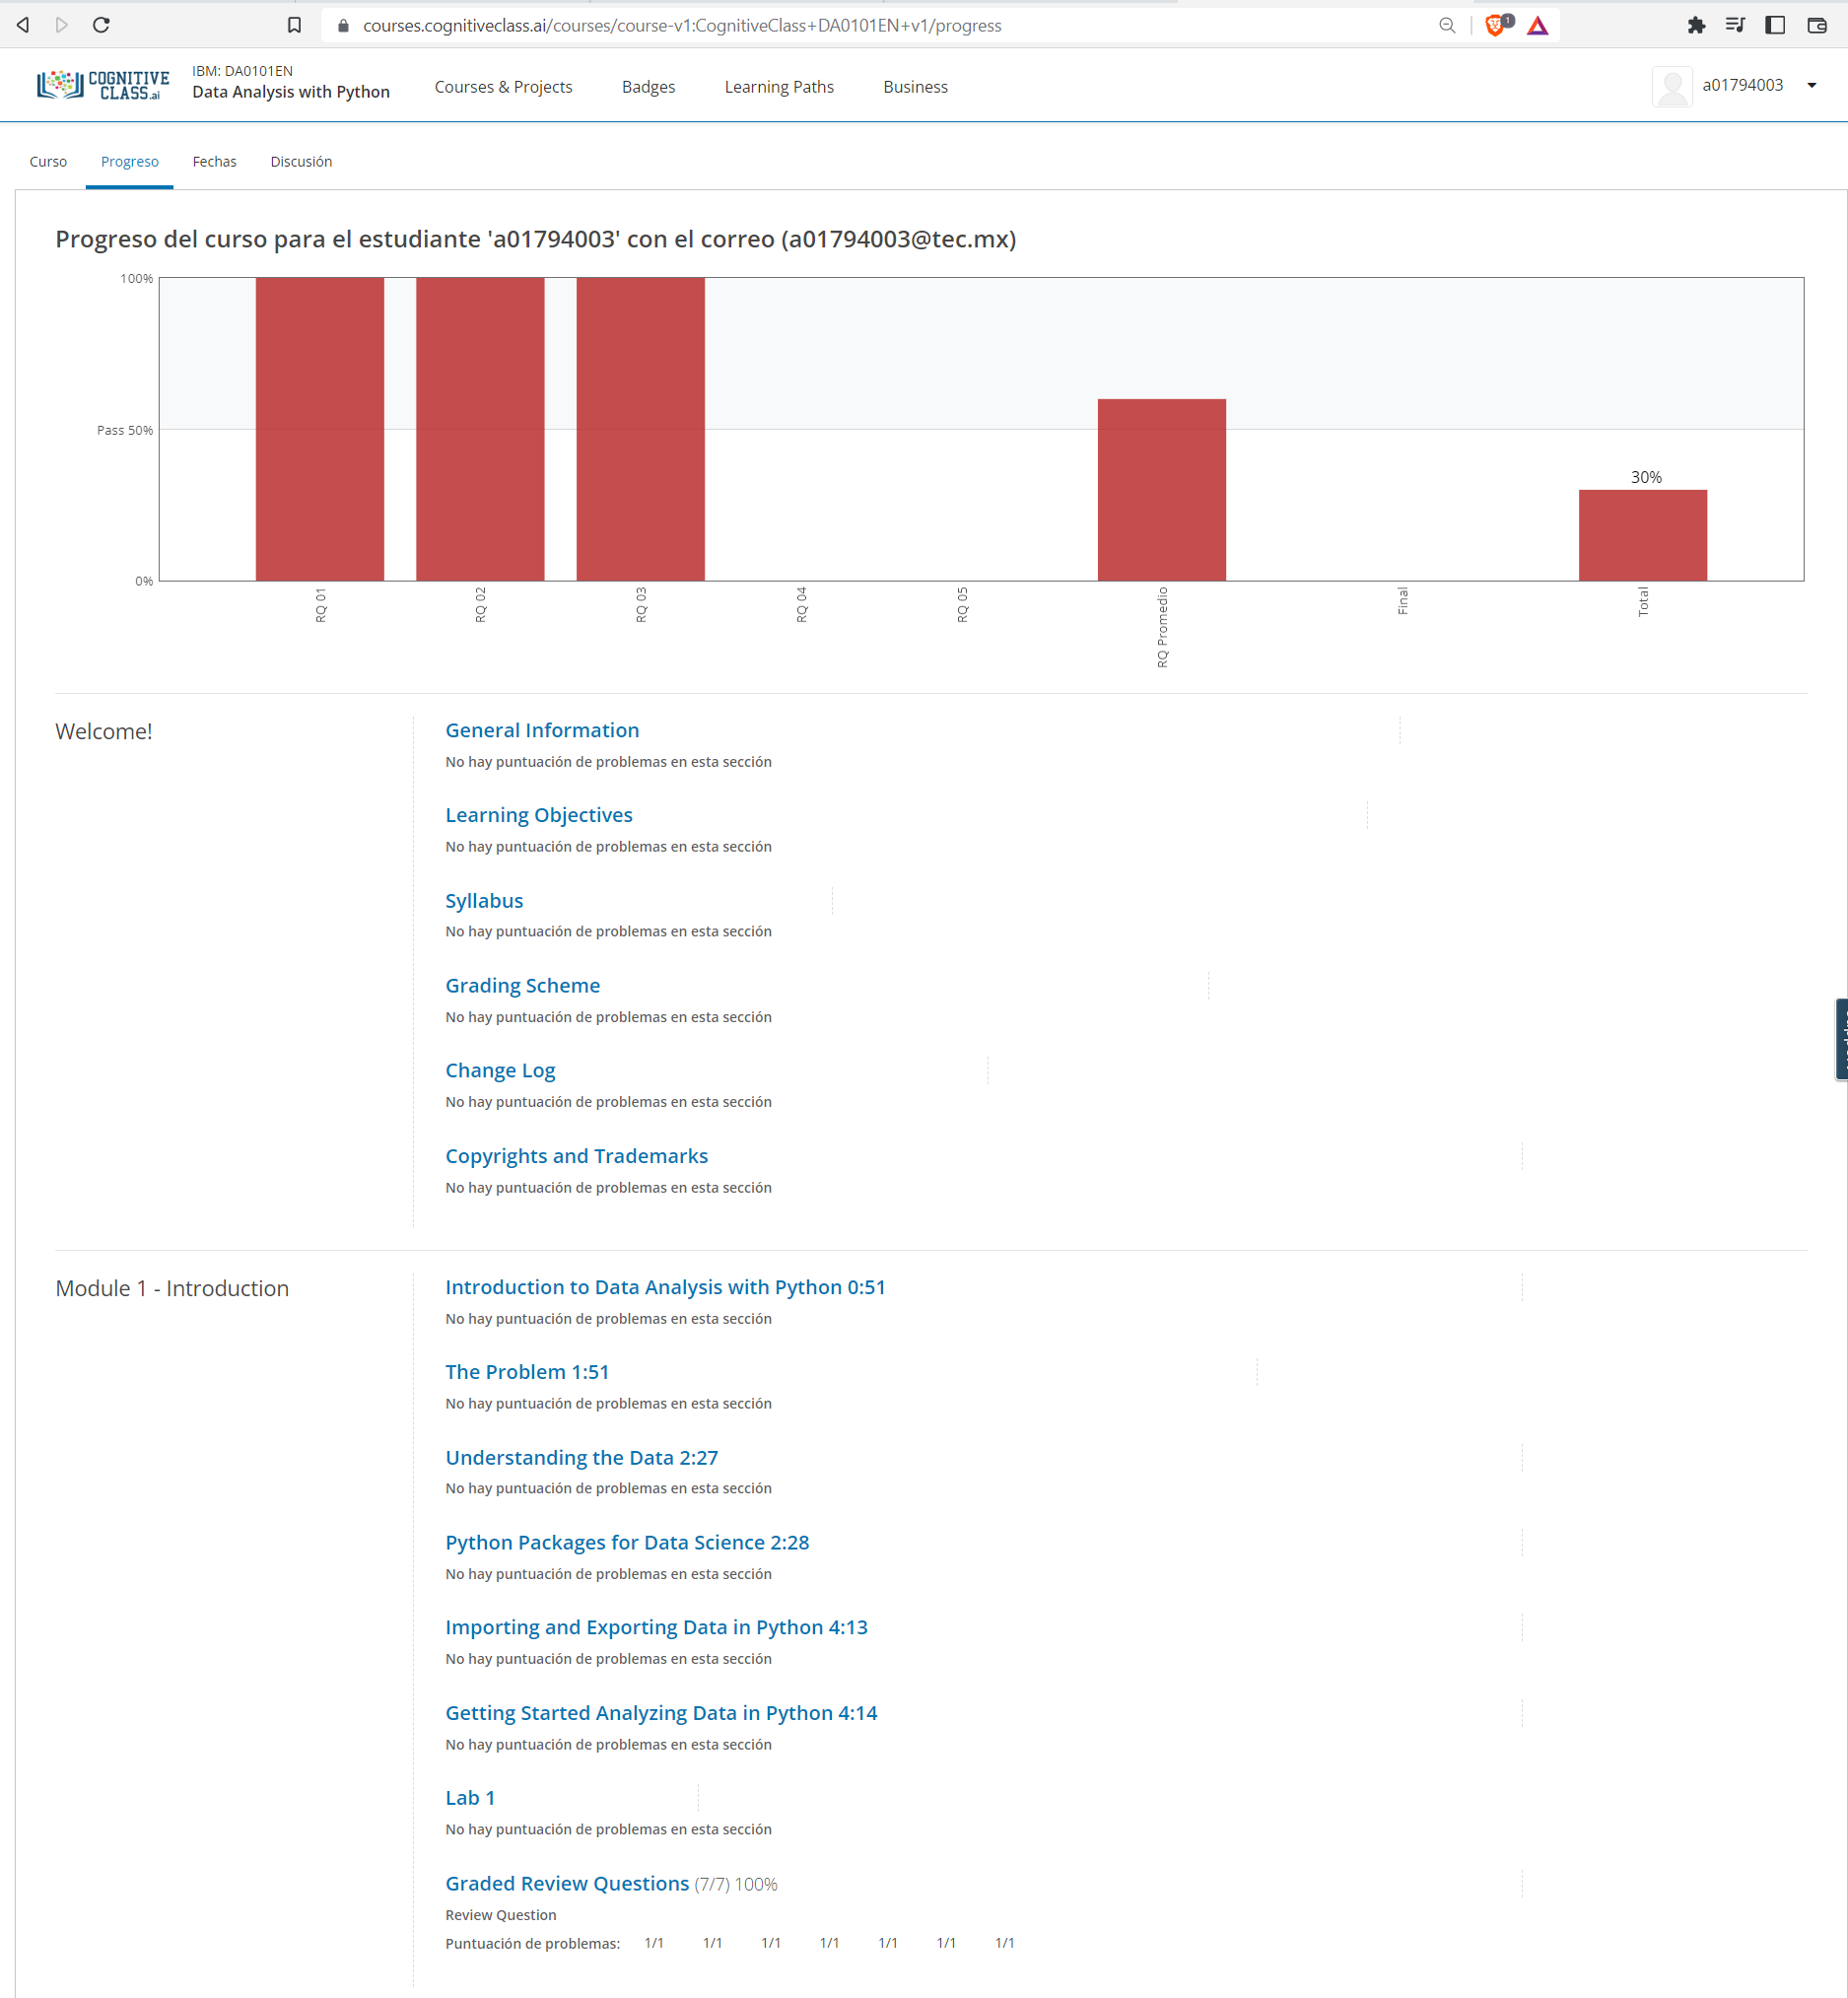 courses.cognitiveclass.ai/courses/course-v1:CognitiveClass+DA0101EN+v1/progress
1
COGNITIVE CLASS.ai
IBM: DA0101EN
Data Analysis with Python
Courses & Projects
Badges
Learning Paths
Business
a01794003
Curso
Progreso
Fechas
Discusión
Progreso del curso para el estudiante 'a01794003' con el correo (a01794003@tec.mx)
100%
Pass 50%
0%
30%
RQ 01
RQ 02
RQ 03
RQ 04
RQ 05
RQ Promedio
Final
Total
Welcome!
General Information
No hay puntuación de problemas en esta sección
Learning Objectives
No hay puntuación de problemas en esta sección
Syllabus
No hay puntuación de problemas en esta sección
Grading Scheme
No hay puntuación de problemas en esta sección
Change Log
No hay puntuación de problemas en esta sección
Copyrights and Trademarks
No hay puntuación de problemas en esta sección
Module 1 - Introduction
Introduction to Data Analysis with Python 0:51
No hay puntuación de problemas en esta sección
The Problem 1:51
No hay puntuación de problemas en esta sección
Understanding the Data 2:27
No hay puntuación de problemas en esta sección
Python Packages for Data Science 2:28
No hay puntuación de problemas en esta sección
Importing and Exporting Data in Python 4:13
No hay puntuación de problemas en esta sección
Getting Started Analyzing Data in Python 4:14
No hay puntuación de problemas en esta sección
Lab 1
No hay puntuación de problemas en esta sección
Graded Review Questions (7/7) 100%
Review Question
Puntuación de problemas: 1/1 1/1 1/1 1/1 1/1 1/1 1/1